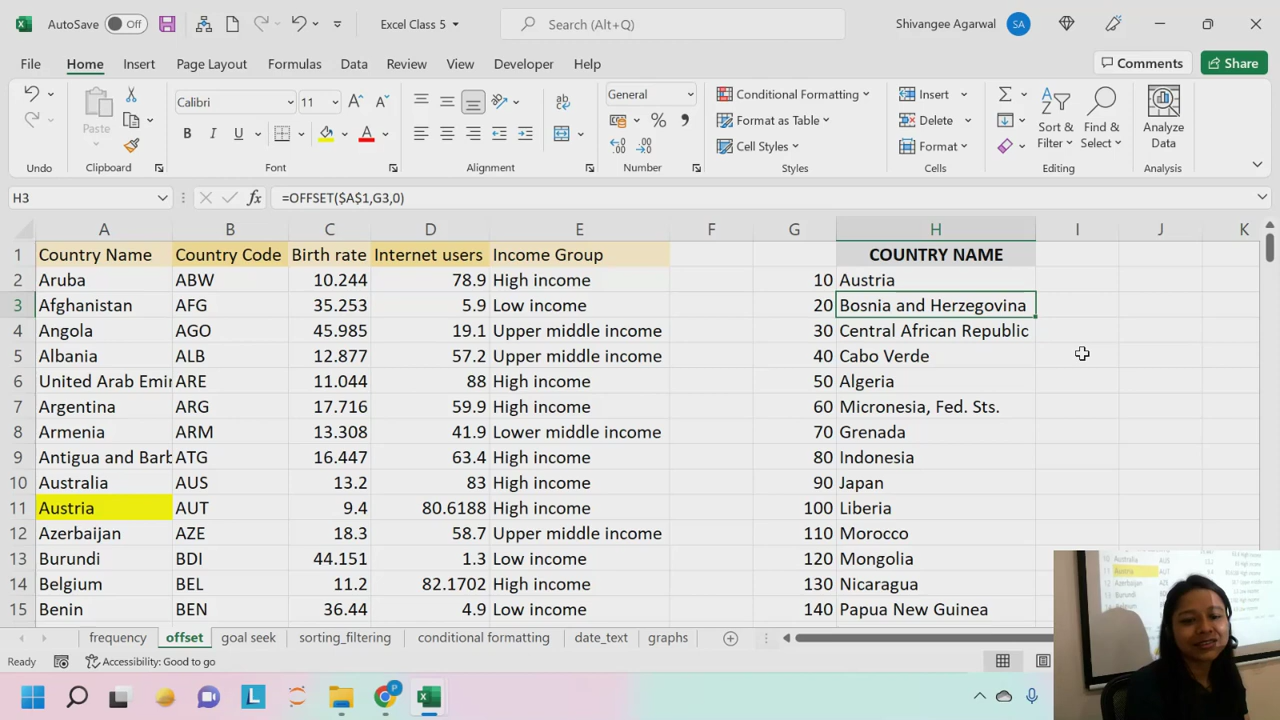 AutoSave Off Excel Class 5 Search (Alt+Q) Shivangee Agarwal SA
File Home Insert Page Layout Formulas Data Review View Developer Help Comments Share
Undo
Paste
Clipboard
Calibri 11
Font
Alignment
General
Number
Conditional Formatting
Format as Table
Cell Styles
Styles
Insert
Delete
Format
Cells
Sort & Filter
Find & Select
Editing
Analyze Data
Analysis
H3 fx =OFFSET($A$1,G3,0)
A B C D E F G H I J K
1 Country Name Country Code Birth rate Internet users Income Group COUNTRY NAME
2 Aruba ABW 10.244 78.9 High income 10 Austria
3 Afghanistan AFG 35.253 5.9 Low income 20 Bosnia and Herzegovina
4 Angola AGO 45.985 19.1 Upper middle income 30 Central African Republic
5 Albania ALB 12.877 57.2 Upper middle income 40 Cabo Verde
6 United Arab Emir ARE 11.044 88 High income 50 Algeria
7 Argentina ARG 17.716 59.9 High income 60 Micronesia, Fed. Sts.
8 Armenia ARM 13.308 41.9 Lower middle income 70 Grenada
9 Antigua and Barb ATG 16.447 63.4 High income 80 Indonesia
10 Australia AUS 13.2 83 High income 90 Japan
11 Austria AUT 9.4 80.6188 High income 100 Liberia
12 Azerbaijan AZE 18.3 58.7 Upper middle income 110 Morocco
13 Burundi BDI 44.151 1.3 Low income 120 Mongolia
14 Belgium BEL 11.2 82.1702 High income 130 Nicaragua
15 Benin BEN 36.44 4.9 Low income 140 Papua New Guinea
frequency offset goal seek sorting_filtering conditional formatting date_text graphs
Ready Accessibility: Good to go